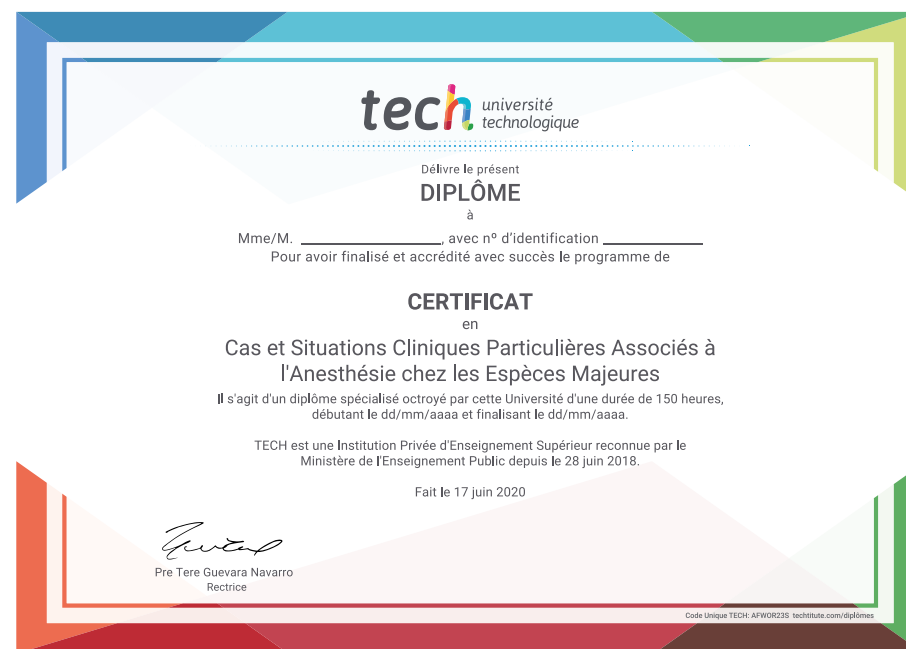 tech université
technologique
Délivre le présent
DIPLÔME
à
Mme/M. ____________________, avec nº d'identification ______________
Pour avoir finalisé et accrédité avec succès le programme de
CERTIFICAT
en
Cas et Situations Cliniques Particulières Associés à
l'Anesthésie chez les Espèces Majeures
Il s'agit d'un diplôme spécialisé octroyé par cette Université d'une durée de 150 heures,
débutant le dd/mm/aaaa et finalisant le dd/mm/aaaa.
TECH est une Institution Privée d'Enseignement Supérieur reconnue par le
Ministère de l'Enseignement Public depuis le 28 juin 2018.
Fait le 17 juin 2020
Pre Tere Guevara Navarro
Rectrice
Code Unique TECH: AFWOR23S techtitute.com/diplômes